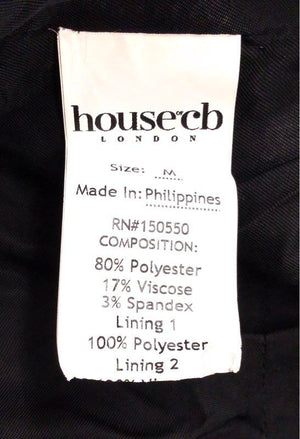 house of cb
LONDON
Size: M
Made In: Philippines
RN#150550
COMPOSITION:
80% Polyester
17% Viscose
3% Spandex
Lining 1
100% Polyester
Lining 2